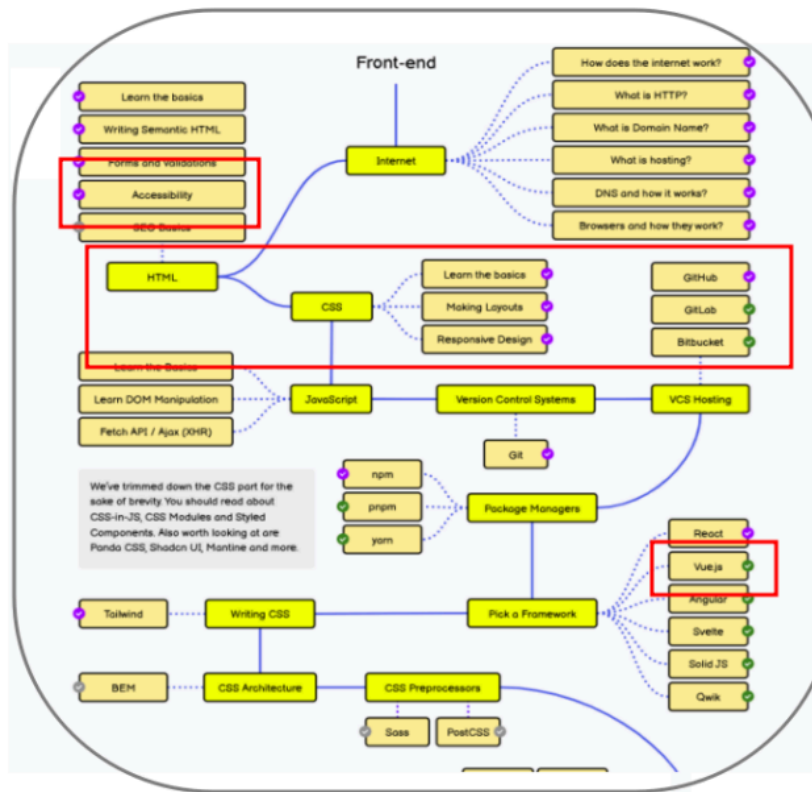 Front-end
Learn the basics
Writing Semantic HTML
Forms and Validations
Accessibility
SEO Basics
HTML
Internet
How does the internet work?
What is HTTP?
What is Domain Name?
What is hosting?
DNS and how it works?
Browsers and how they work?
CSS
Learn the basics
Making Layouts
Responsive Design
GitHub
GitLab
Bitbucket
Learn the Basics
Learn DOM Manipulation
Fetch API / Ajax (XHR)
JavaScript
Version Control Systems
VCS Hosting
Git
We've trimmed down the CSS part for the
sake of brevity. You should read about
CSS-in-JS, CSS Modules and Styled
Components. Also worth looking at are
Panda CSS, Shadcn UI, Mantine and more.
npm
pnpm
yarn
Package Managers
React
Vue.js
Angular
Svelte
Solid JS
Qwik
Tailwind
Writing CSS
Pick a Framework
BEM
CSS Architecture
CSS Preprocessors
Sass
PostCSS